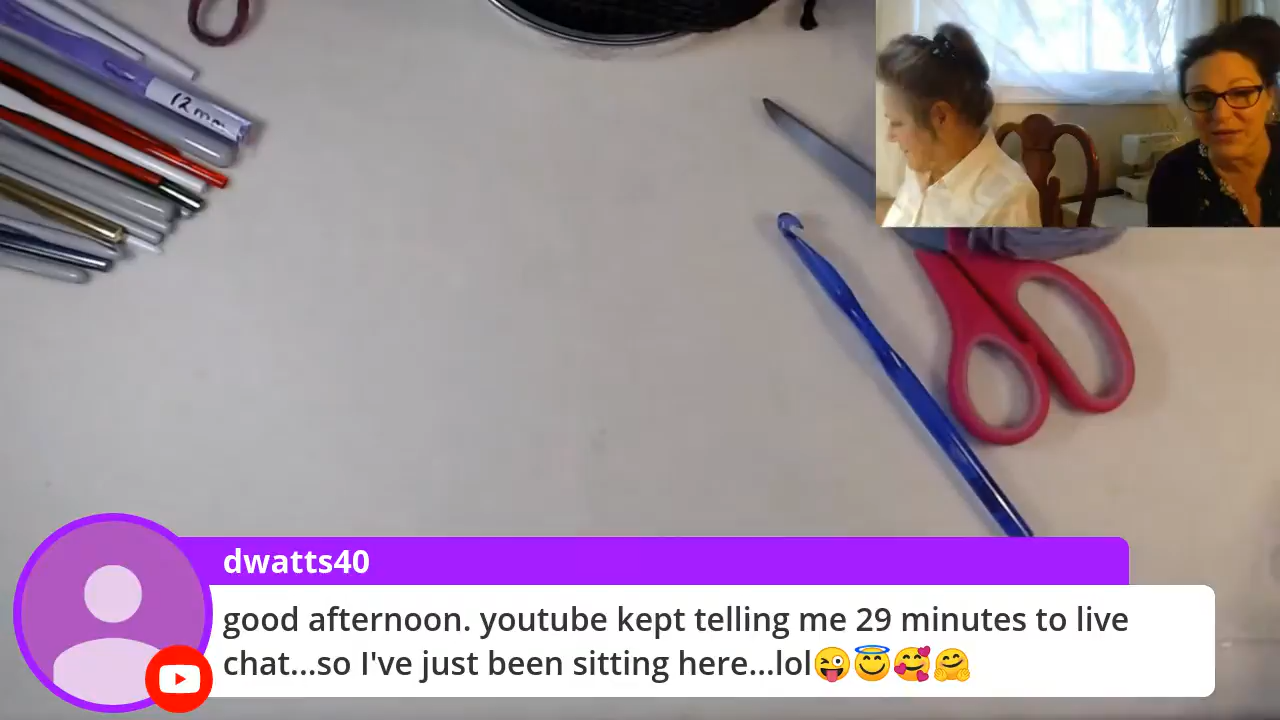 12mm
dwatts40
good afternoon. youtube kept telling me 29 minutes to live
chat...so I've just been sitting here...lol😜😇🥰🤗